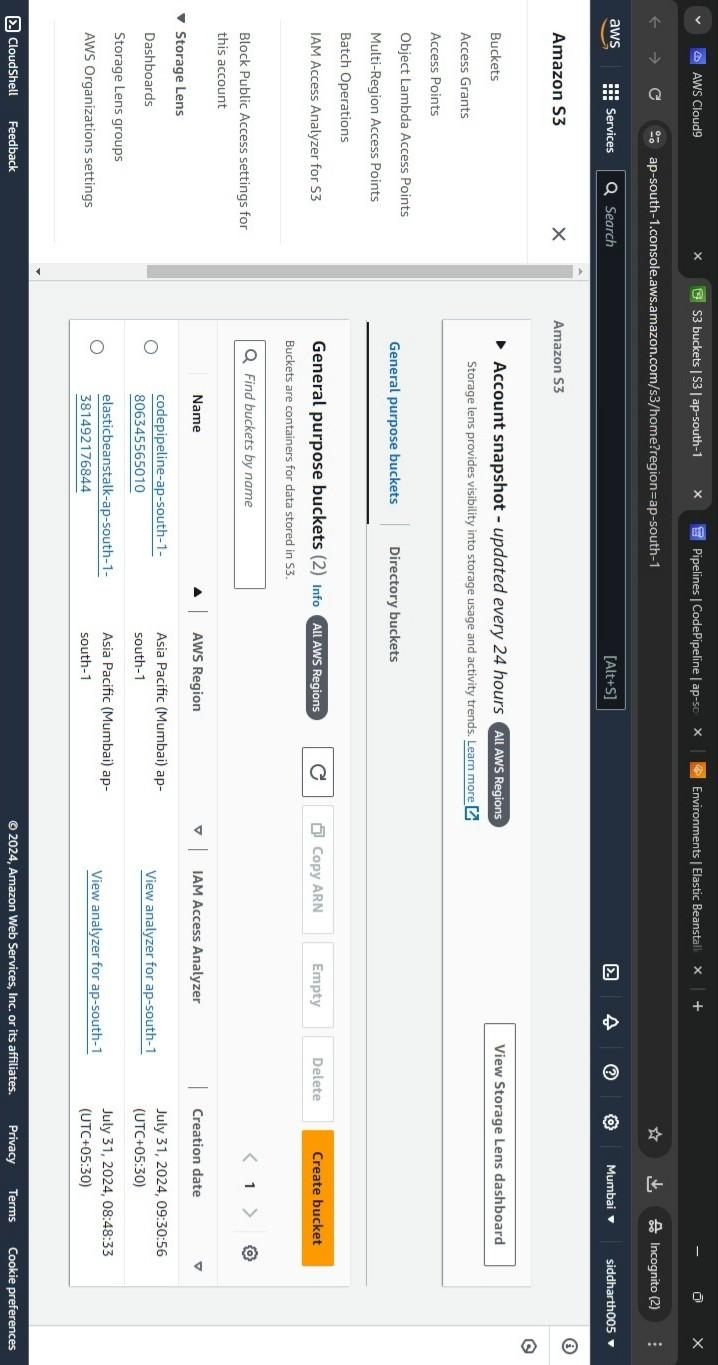 AWS Cloud9
S3 buckets | S3 | ap-south-1
Pipelines | CodePipeline | ap-so
Environments | Elastic Beanstalk
ap-south-1.console.aws.amazon.com/s3/home?region=ap-south-1
Incognito (2)
aws
Services
Search
[Alt+S]
Mumbai
siddharth005
Amazon S3
Buckets
Access Grants
Access Points
Object Lambda Access Points
Multi-Region Access Points
Batch Operations
IAM Access Analyzer for S3
Block Public Access settings for
this account
Storage Lens
Dashboards
Storage Lens groups
AWS Organizations settings
Amazon S3
Account snapshot - updated every 24 hours All AWS Regions
Storage lens provides visibility into storage usage and activity trends. Learn more
View Storage Lens dashboard
General purpose buckets
Directory buckets
General purpose buckets (2) Info All AWS Regions
Buckets are containers for data stored in S3.
Copy ARN
Empty
Delete
Create bucket
Find buckets by name
1
Name
AWS Region
IAM Access Analyzer
Creation date
codepipeline-ap-south-1-
806345565010
Asia Pacific (Mumbai) ap-
south-1
View analyzer for ap-south-1
July 31, 2024, 09:30:56
(UTC+05:30)
elasticbeanstalk-ap-south-1-
381492176844
Asia Pacific (Mumbai) ap-
south-1
View analyzer for ap-south-1
July 31, 2024, 08:48:33
(UTC+05:30)
CloudShell
Feedback
© 2024, Amazon Web Services, Inc. or its affiliates.
Privacy
Terms
Cookie preferences